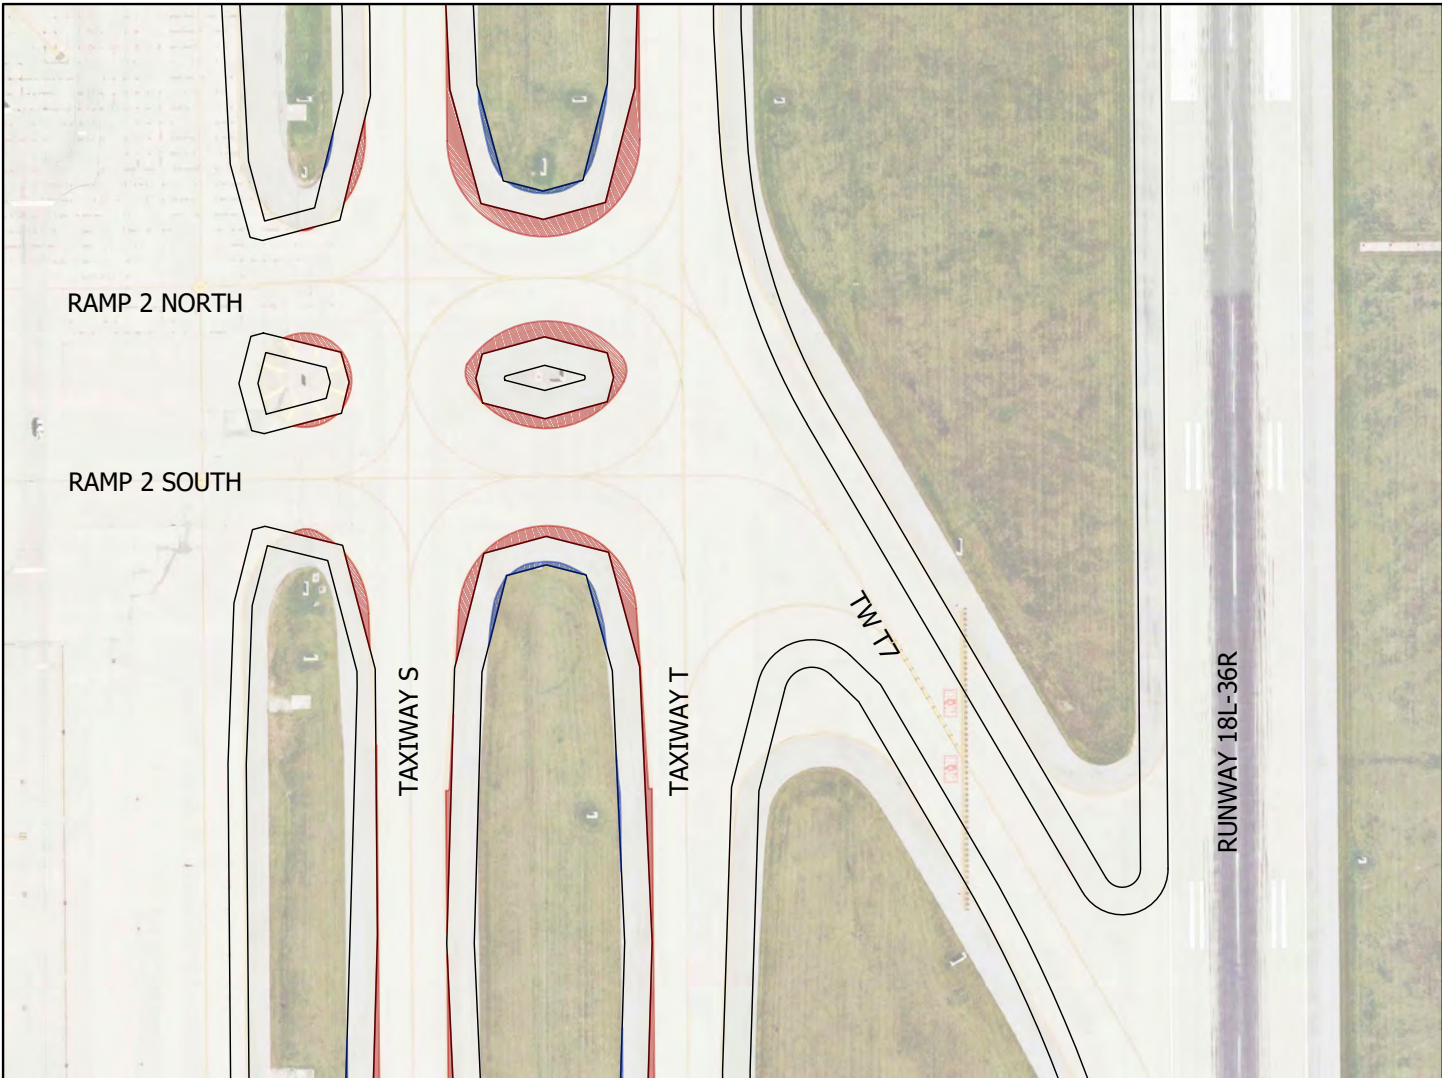 RAMP 2 NORTH
RAMP 2 SOUTH
TAXIWAY S
TAXIWAY T
TW T7
RUNWAY 18L-36R